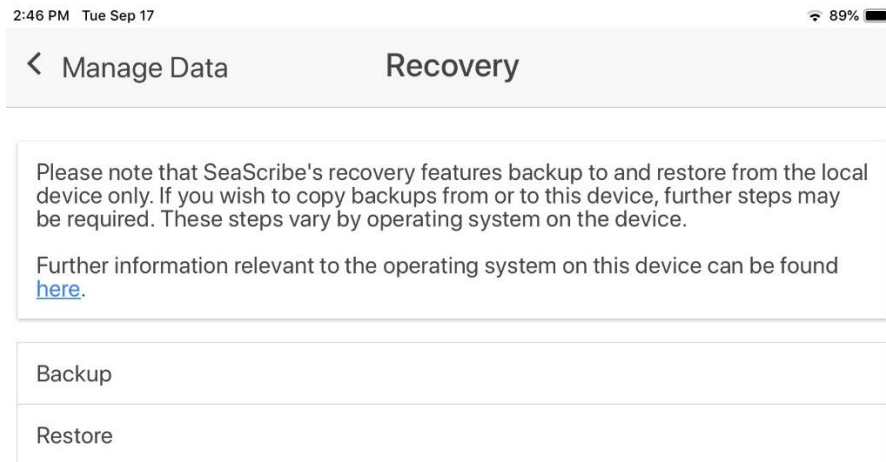 2:46 PM Tue Sep 17 89%
Manage Data Recovery
Please note that SeaScribe's recovery features backup to and restore from the local
device only. If you wish to copy backups from or to this device, further steps may
be required. These steps vary by operating system on the device.
Further information relevant to the operating system on this device can be found
here.
Backup
Restore